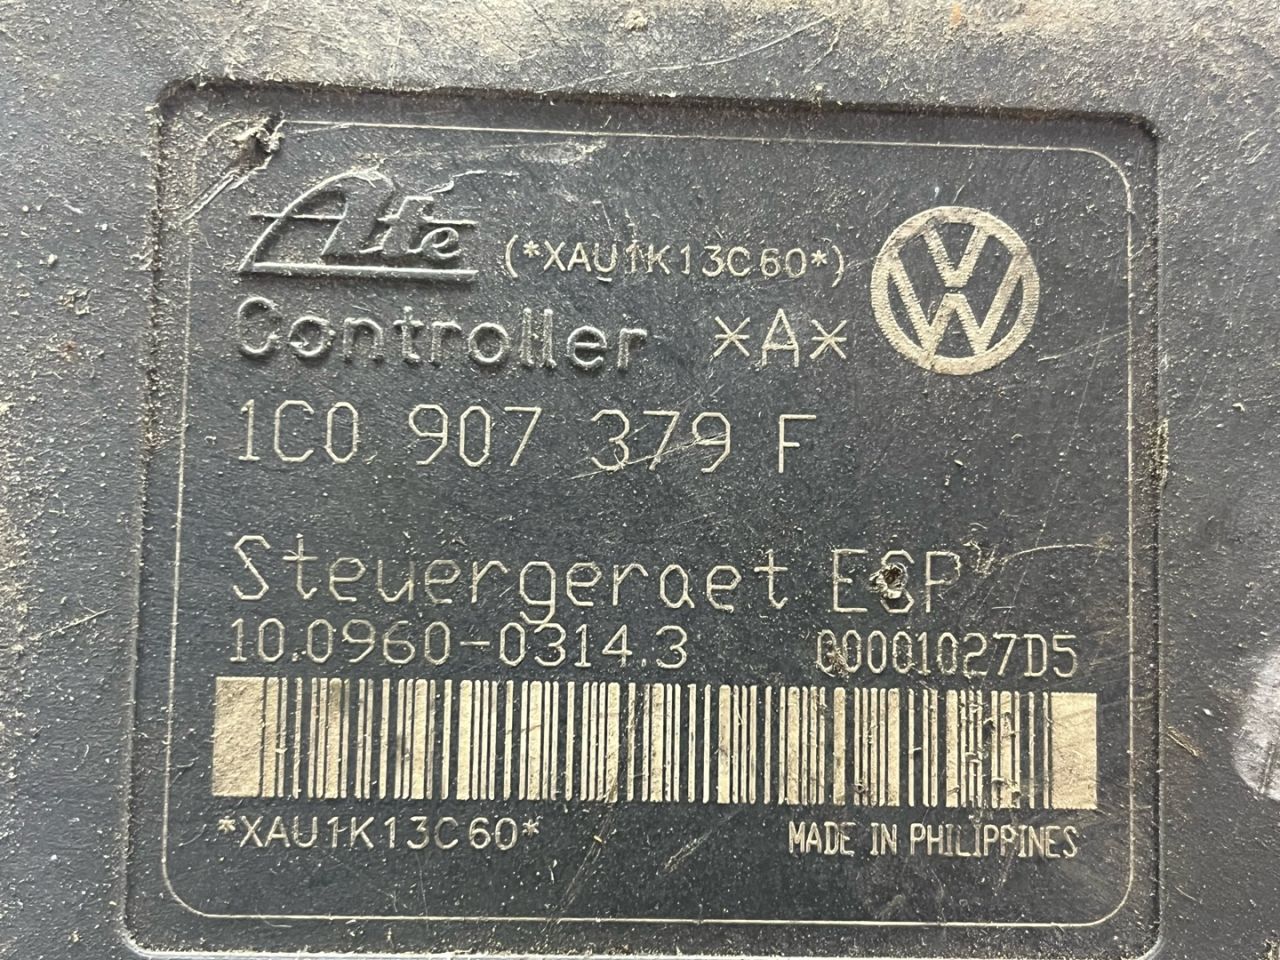 Ate (*XAU1K13C60*)
Controller *A*
1C0 907 379 F
Steuergeraet ESP
10.0960-0314.3 00001027D5
*XAU1K13C60* MADE IN PHILIPPINES